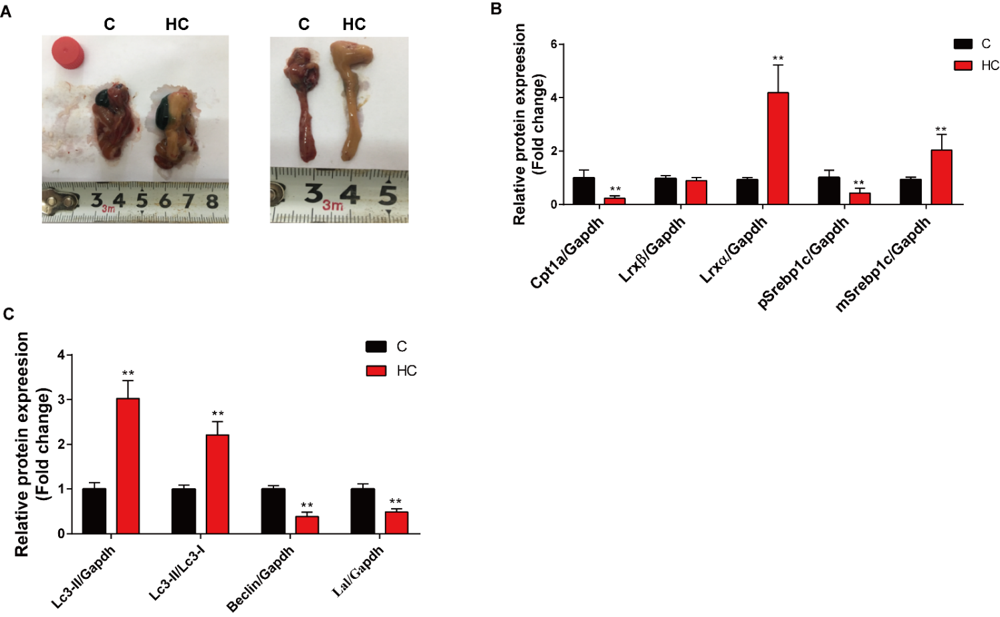 A
C HC
C HC
3 4 5 6 7 8
3m
3 4 5
3m
B
Relative protein expreesion
(Fold change)
6
4
2
0
C
HC
**
**
**
**
Cpt1a/Gapdh
Lrxβ/Gapdh
Lrxα/Gapdh
pSrebp1c/Gapdh
mSrebp1c/Gapdh
C
Relative protein expreesion
(Fold change)
4
3
2
1
0
C
HC
**
**
**
**
Lc3-II/Gapdh
Lc3-II/Lc3-I
Beclin/Gapdh
Lal/Gapdh